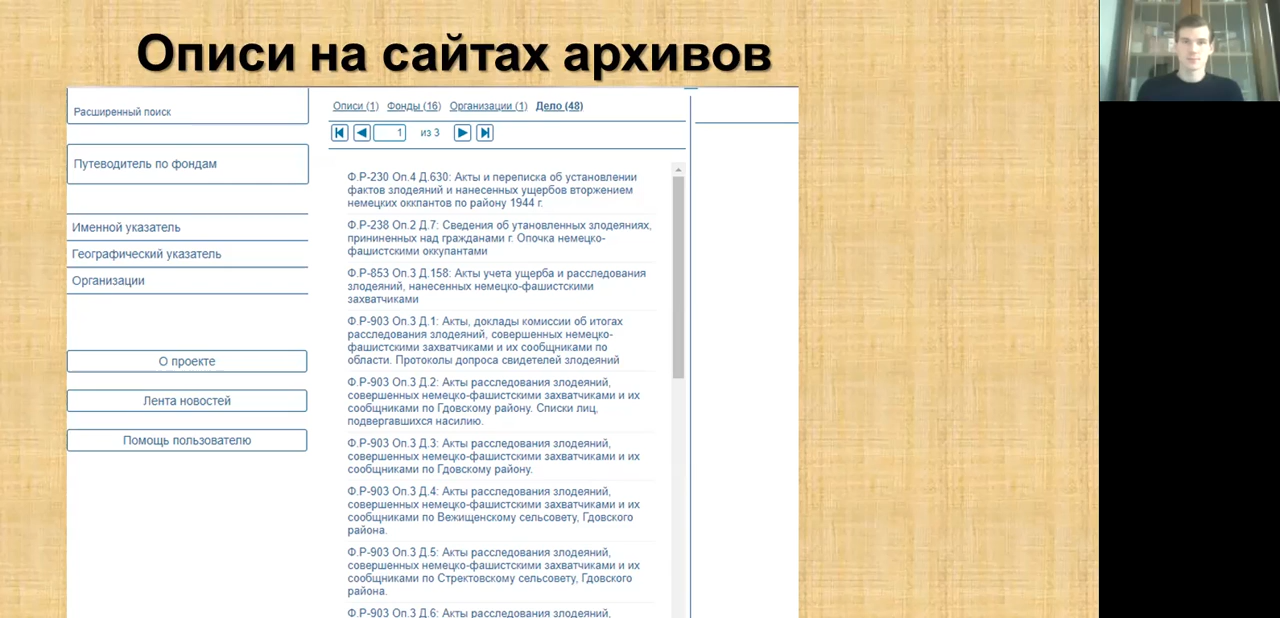 Описи на сайтах архивов
Расширенный поиск
Путеводитель по фондам
Именной указатель
Географический указатель
Организации
О проекте
Лента новостей
Помощь пользователю
Описи (1) Фонды (16) Организации (1) Дело (48)
1 из 3
Ф.Р-230 Оп.4 Д.630: Акты и переписка об установлении
фактов злодеяний и нанесенных ущербов вторжением
немецких оккпантов по району 1944 г.
Ф.Р-238 Оп.2 Д.7: Сведения об утановленных злодеяниях,
прининенных над гражданами г. Опочка немецко-
фашистскими оккупантами
Ф.Р-853 Оп.3 Д.158: Акты учета ущерба и расследования
злодеяний, нанесенных немецко-фашистскими
захватчиками
Ф.Р-903 Оп.3 Д.1: Акты, доклады комиссии об итогах
расследования злодеяний, совершенных немецко-
фашистскими захватчиками и их сообщниками по
области. Протоколы допроса свидетелей злодеяний
Ф.Р-903 Оп.3 Д.2: Акты расследования злодеяний,
совершенных немецко-фашистскими захватчиками и их
сообщниками по Гдовскому району. Списки лиц,
подвергавшихся насилию.
Ф.Р-903 Оп.3 Д.3: Акты расследования злодеяний,
совершенных немецко-фашистскими захватчиками и их
сообщниками по Гдовскому району.
Ф.Р-903 Оп.3 Д.4: Акты расследования злодеяний,
совершенных немецко-фашистскими захватчиками и их
сообщниками по Вежищенскому сельсовету, Гдовского
района.
Ф.Р-903 Оп.3 Д.5: Акты расследования злодеяний,
совершенных немецко-фашистскими захватчиками и их
сообщниками по Стректовскому сельсовету, Гдовского
района.
Ф.Р-903 Оп.3 Д.6: Акты расследования злодеяний,